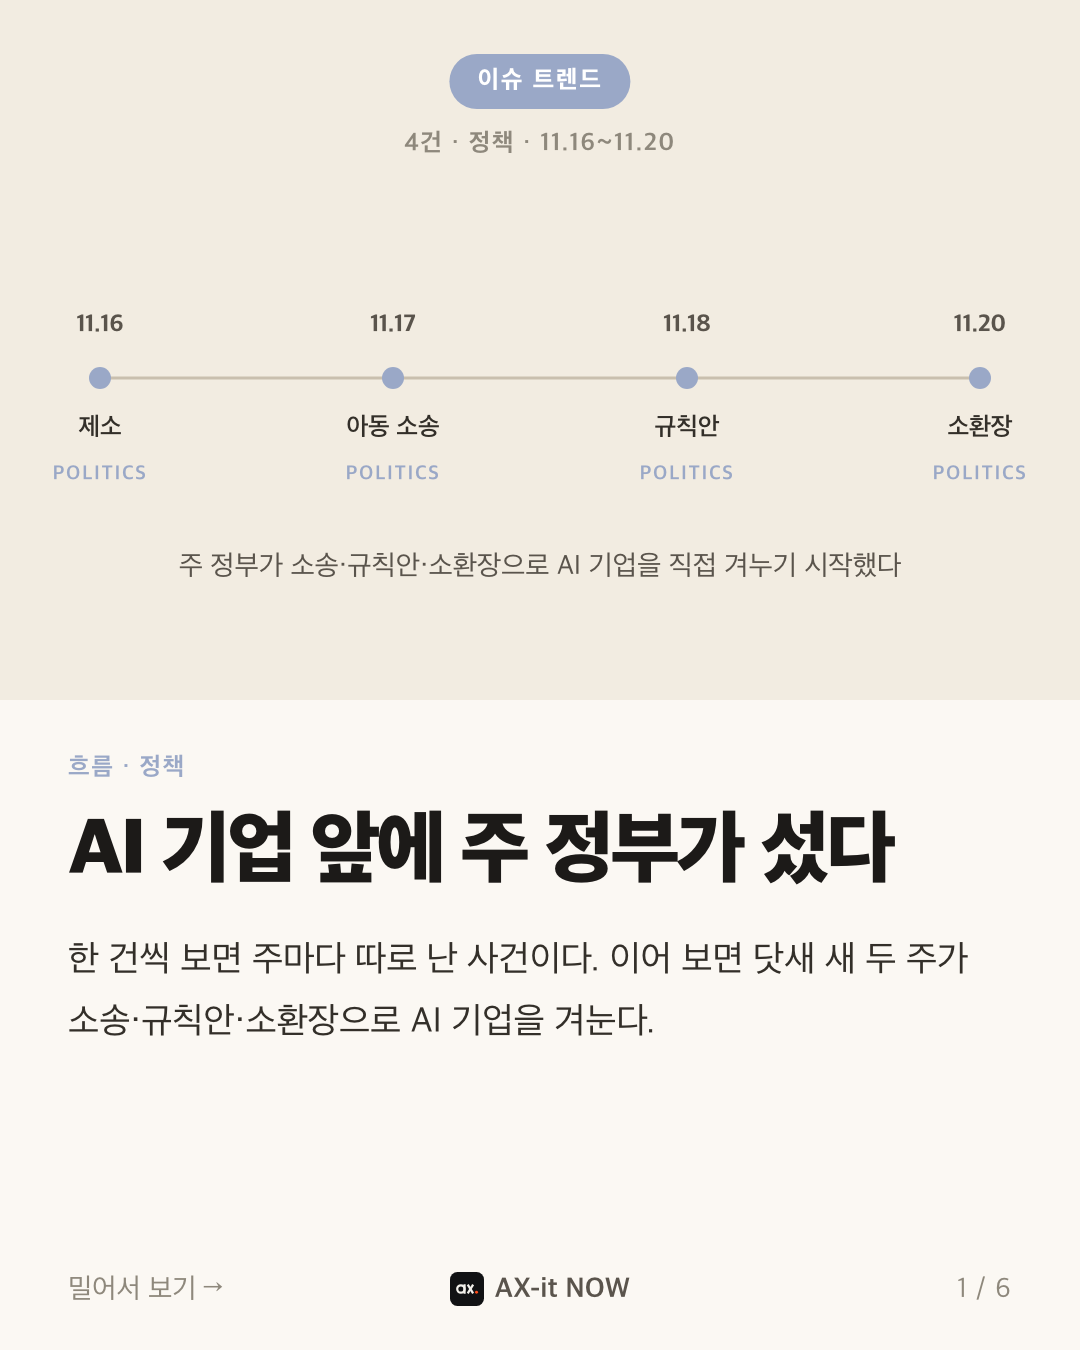 이슈 트렌드
4건 · 정책 · 11.16~11.20
11.16 11.17 11.18 11.20
제소 아동 소송 규칙안 소환장
POLITICS POLITICS POLITICS POLITICS
주 정부가 소송·규칙안·소환장으로 AI 기업을 직접 겨누기 시작했다
흐름 · 정책
AI 기업 앞에 주 정부가 섰다
한 건씩 보면 주마다 따로 난 사건이다. 이어 보면 닷새 새 두 주가
소송·규칙안·소환장으로 AI 기업을 겨눈다.
밀어서 보기 → ax. AX-it NOW 1 / 6